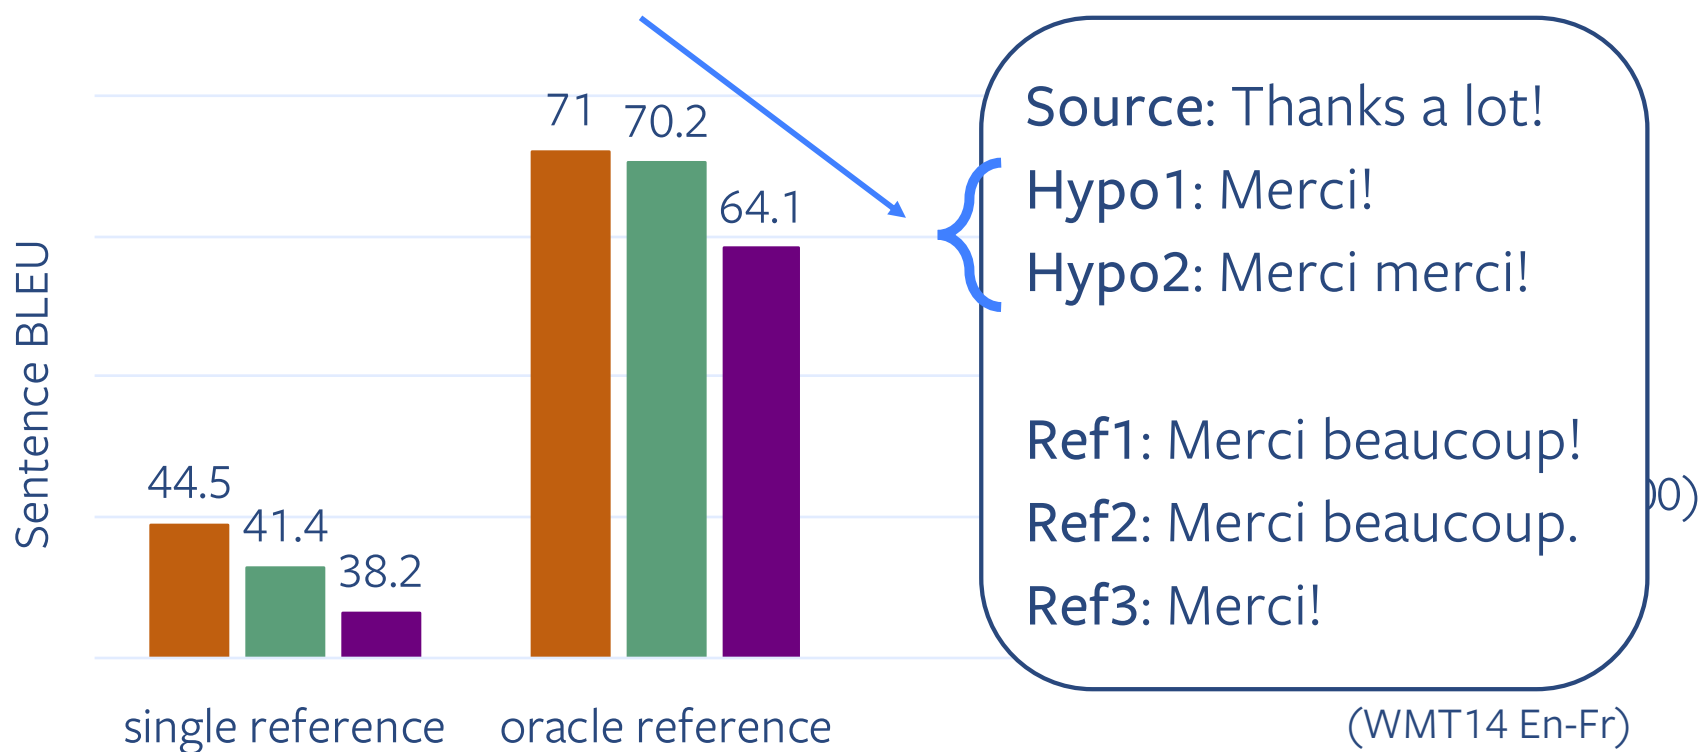 Sentence BLEU
71
70.2
64.1
44.5
41.4
38.2
single reference
oracle reference
Source: Thanks a lot!
Hypo1: Merci!
Hypo2: Merci merci!
Ref1: Merci beaucoup!
Ref2: Merci beaucoup.
Ref3: Merci!
(WMT14 En-Fr)